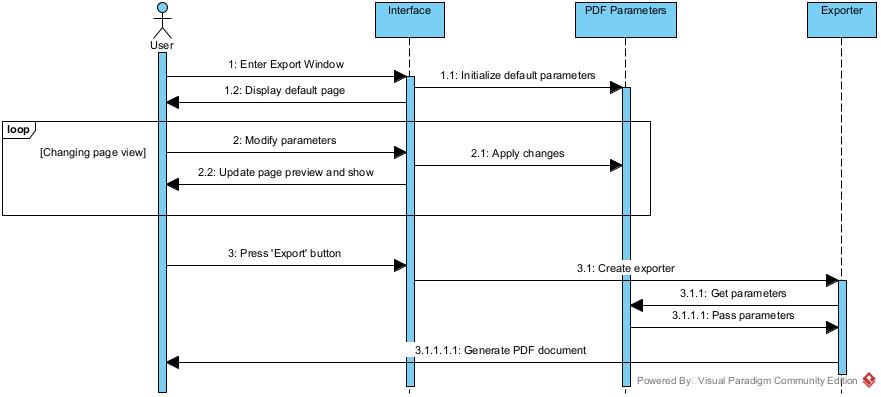 Interface
PDF Parameters
Exporter
User
1: Enter Export Window
1.1: Initialize default parameters
1.2: Display default page
loop
[Changing page view]
2: Modify parameters
2.1: Apply changes
2.2: Update page preview and show
3: Press 'Export' button
3.1: Create exporter
3.1.1: Get parameters
3.1.1.1: Pass parameters
3.1.1.1.1: Generate PDF document
Powered By□Visual Paradigm Community Edition